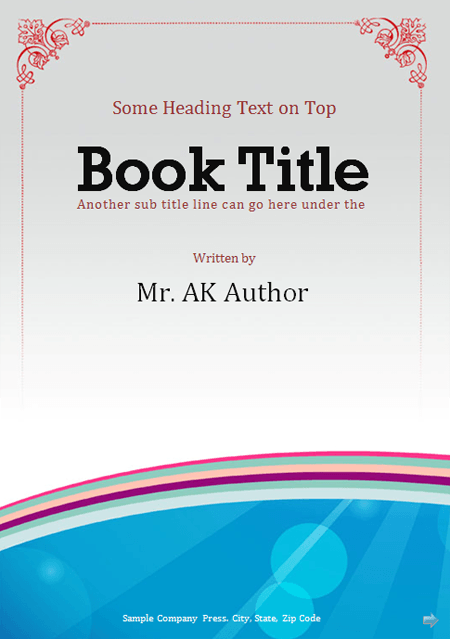 Some Heading Text on Top
Book Title
Another sub title line can go here under the
Written by
Mr. AK Author
Sample Company Press. City, State, Zip Code